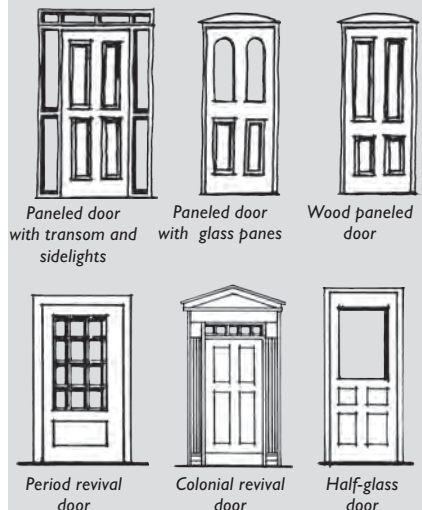 Paneled door
with transom and
sidelights
Paneled door
with glass panes
Wood paneled
door
Period revival
door
Colonial revival
door
Half-glass
door